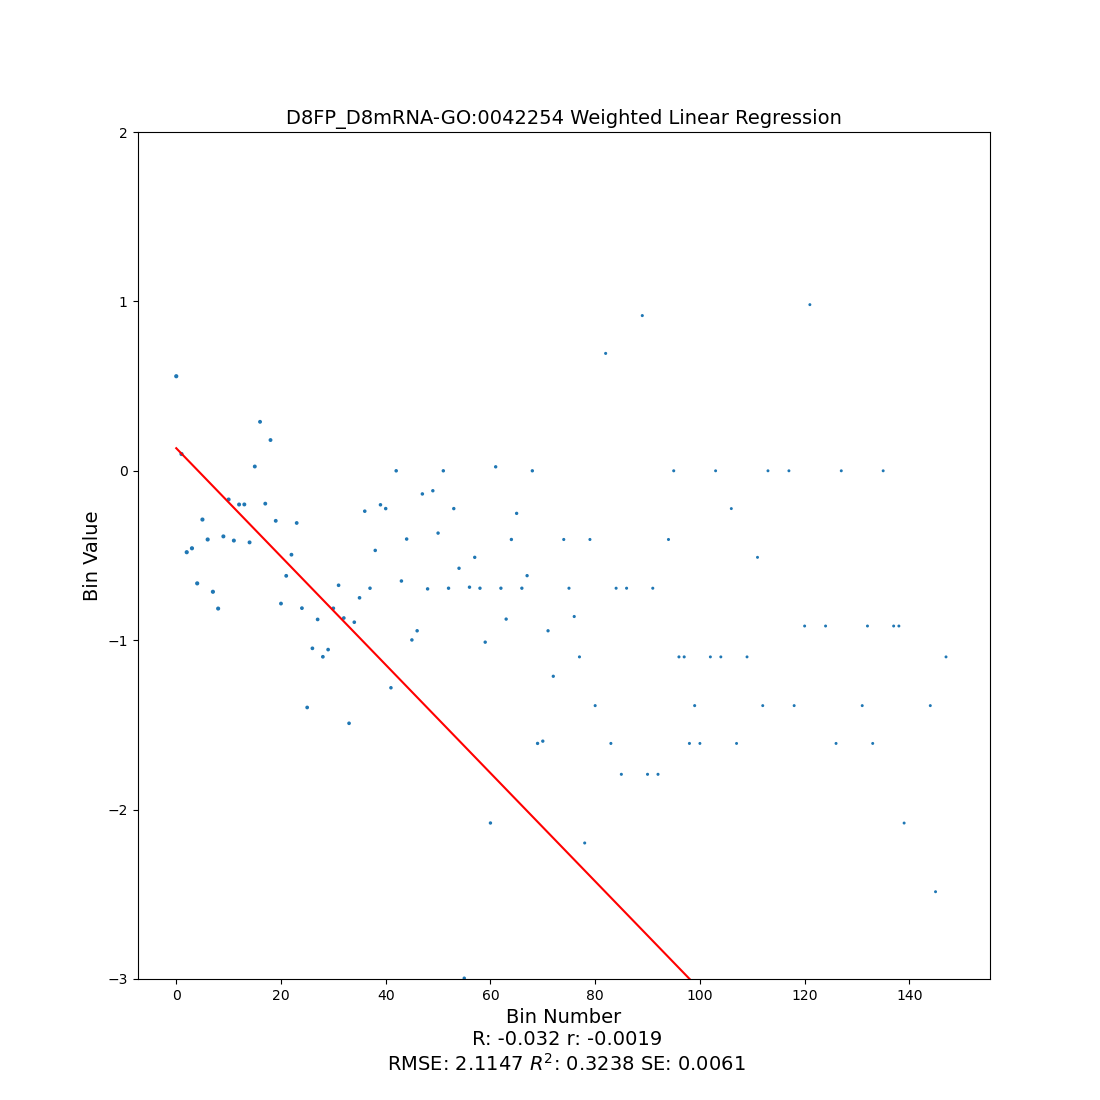 D8FP_D8mRNA-GO:0042254 Weighted Linear Regression
2
1
0
−1
−2
−3
Bin Value
0 20 40 60 80 100 120 140
Bin Number
R: -0.032 r: -0.0019
RMSE: 2.1147 R²: 0.3238 SE: 0.0061